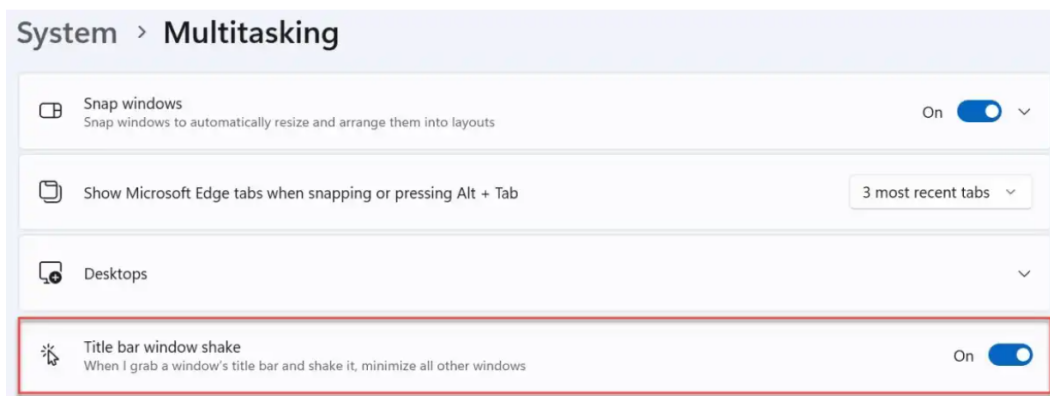 System > Multitasking
Snap windows
Snap windows to automatically resize and arrange them into layouts
On
Show Microsoft Edge tabs when snapping or pressing Alt + Tab
3 most recent tabs
Desktops
Title bar window shake
When I grab a window's title bar and shake it, minimize all other windows
On